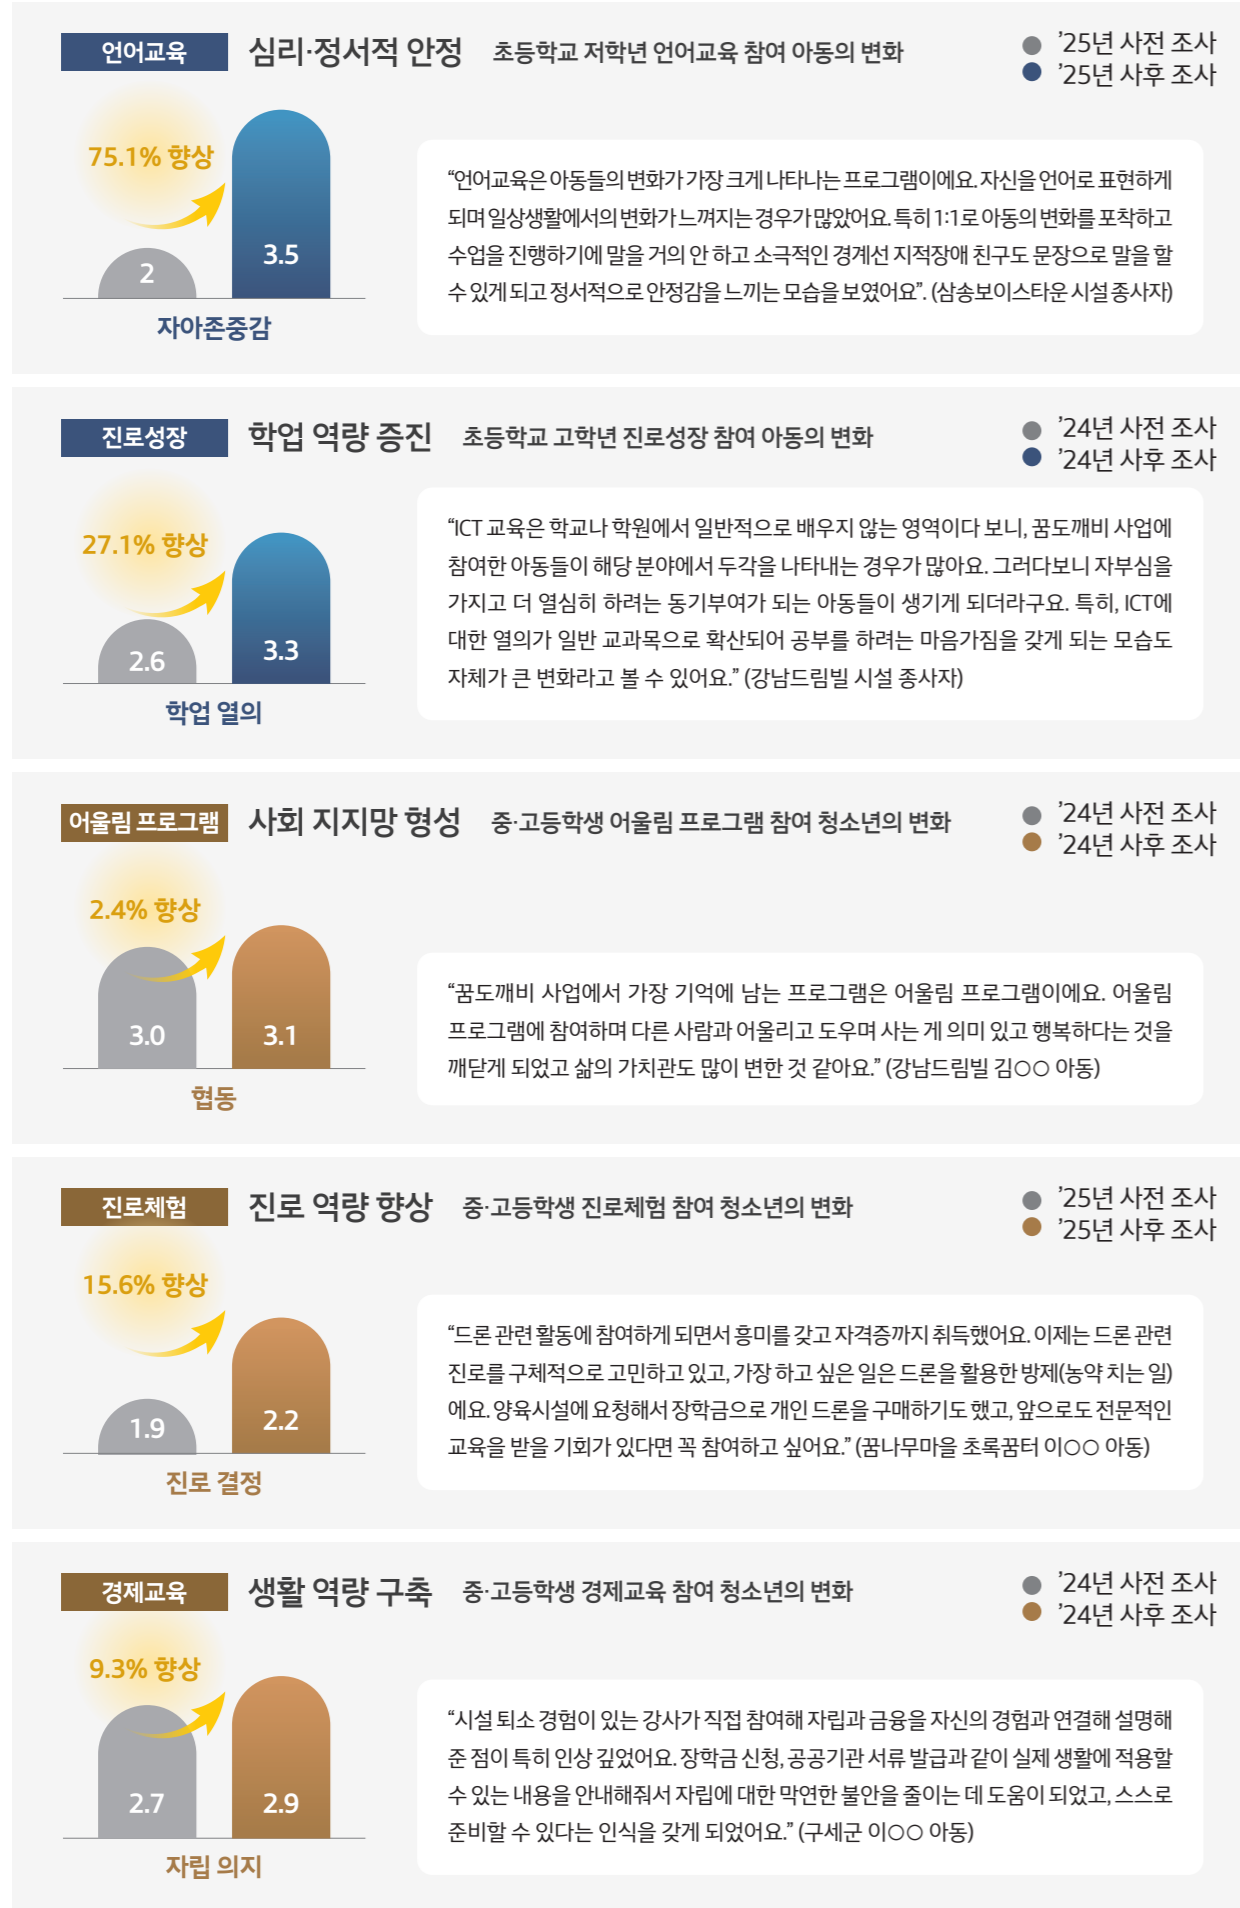 언어교육 심리·정서적 안정 초등학교 저학년 언어교육 참여 아동의 변화
’25년 사전 조사
’25년 사후 조사
75.1% 향상
2
3.5
자아존중감
“언어교육은 아동들의 변화가 가장 크게 나타나는 프로그램이에요. 자신을 언어로 표현하게
되며 일상생활에서의 변화가 느껴지는 경우가 많았어요. 특히 1:1로 아동의 변화를 포착하고
수업을 진행하기에 말을 거의 안 하고 소극적인 경계선 지적장애 친구도 문장으로 말을 할
수 있게 되고 정서적으로 안정감을 느끼는 모습을 보였어요”. (삼송보이스타운 시설 종사자)
진로성장 학업 역량 증진 초등학교 고학년 진로성장 참여 아동의 변화
’24년 사전 조사
’24년 사후 조사
27.1% 향상
2.6
3.3
학업 열의
“ICT 교육은 학교나 학원에서 일반적으로 배우지 않는 영역이다 보니, 꿈도깨비 사업에
참여한 아동들이 해당 분야에서 두각을 나타내는 경우가 많아요. 그러다보니 자부심을
가지고 더 열심히 하려는 동기부여가 되는 아동들이 생기게 되더라구요. 특히, ICT에
대한 열의가 일반 교과목으로 확산되어 공부를 하려는 마음가짐을 갖게 되는 모습도
자체가 큰 변화라고 볼 수 있어요.” (강남드림빌 시설 종사자)
어울림 프로그램 사회 지지망 형성 중·고등학생 어울림 프로그램 참여 청소년의 변화
’24년 사전 조사
’24년 사후 조사
2.4% 향상
3.0
3.1
협동
“꿈도깨비 사업에서 가장 기억에 남는 프로그램은 어울림 프로그램이에요. 어울림
프로그램에 참여하며 다른 사람과 어울리고 도우며 사는 게 의미 있고 행복하다는 것을
깨닫게 되었고 삶의 가치관도 많이 변한 것 같아요.” (강남드림빌 김○○ 아동)
진로체험 진로 역량 향상 중·고등학생 진로체험 참여 청소년의 변화
’25년 사전 조사
’25년 사후 조사
15.6% 향상
1.9
2.2
진로 결정
“드론 관련 활동에 참여하게 되면서 흥미를 갖고 자격증까지 취득했어요. 이제는 드론 관련
진로를 구체적으로 고민하고 있고, 가장 하고 싶은 일은 드론을 활용한 방제(농약 치는 일)
에요. 양육시설에 요청해서 장학금으로 개인 드론을 구매하기도 했고, 앞으로도 전문적인
교육을 받을 기회가 있다면 꼭 참여하고 싶어요.” (꿈나무마을 초록꿈터 이○○ 아동)
경제교육 생활 역량 구축 중·고등학생 경제교육 참여 청소년의 변화
’24년 사전 조사
’24년 사후 조사
9.3% 향상
2.7
2.9
자립 의지
“시설 퇴소 경험이 있는 강사가 직접 참여해 자립과 금융을 자신의 경험과 연결해 설명해
준 점이 특히 인상 깊었어요. 장학금 신청, 공공기관 서류 발급과 같이 실제 생활에 적용할
수 있는 내용을 안내해줘서 자립에 대한 막연한 불안을 줄이는 데 도움이 되었고, 스스로
준비할 수 있다는 인식을 갖게 되었어요.” (구세군 이○○ 아동)